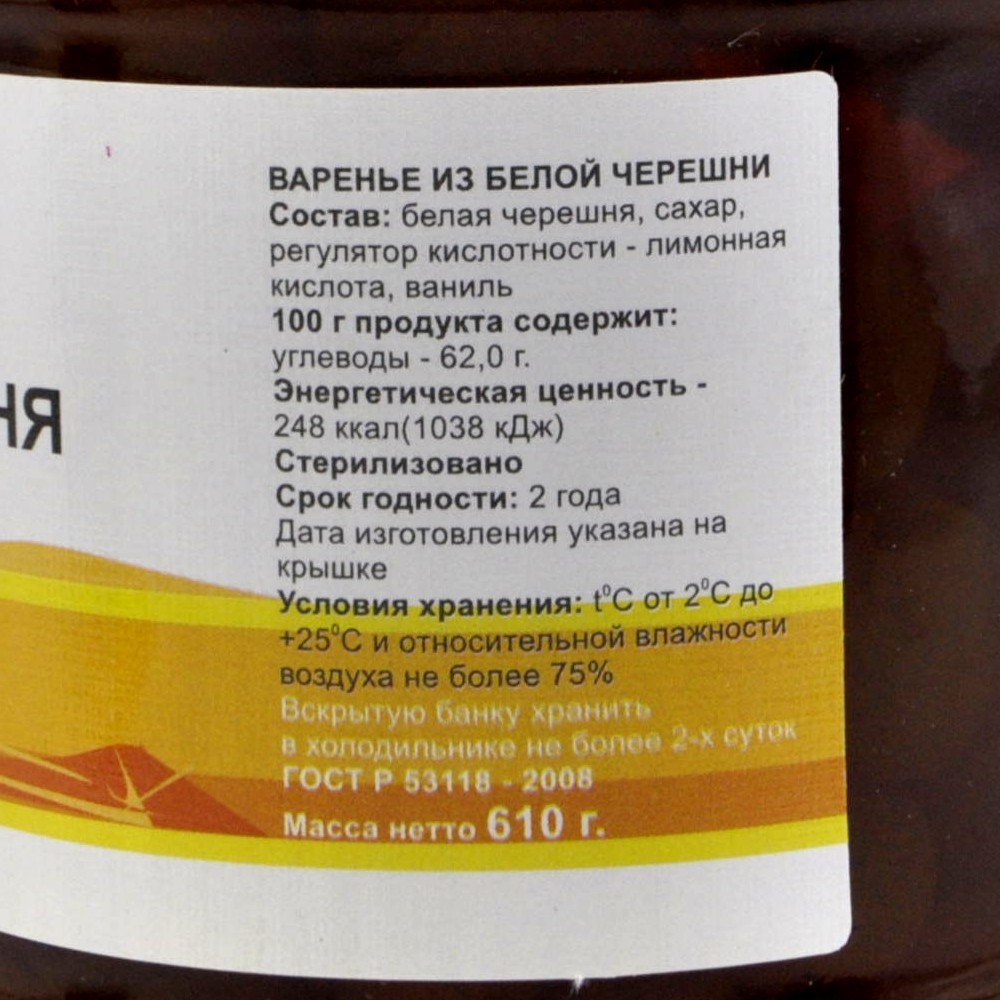 ВАРЕНЬЕ ИЗ БЕЛОЙ ЧЕРЕШНИ
Состав: белая черешня, сахар,
регулятор кислотности - лимонная
кислота, ваниль
100 г продукта содержит:
углеводы - 62,0 г.
Энергетическая ценность -
248 ккал(1038 кДж)
Стерилизовано
Срок годности: 2 года
Дата изготовления указана на
крышке
Условия хранения: t⁰C от 2⁰C до
+25⁰C и относительной влажности
воздуха не более 75%
Вскрытую банку хранить
в холодильнике не более 2-х суток
ГОСТ Р 53118 - 2008
Масса нетто 610 г.